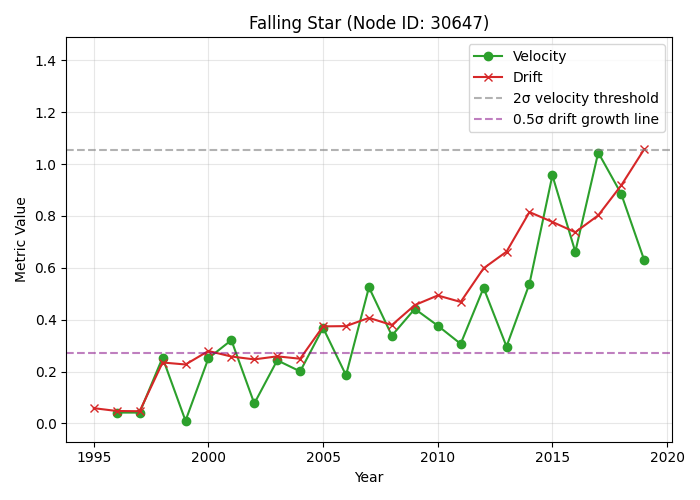 Falling Star (Node ID: 30647)
Velocity
Drift
2σ velocity threshold
0.5σ drift growth line
Metric Value
1.4
1.2
1.0
0.8
0.6
0.4
0.2
0.0
1995 2000 2005 2010 2015 2020
Year